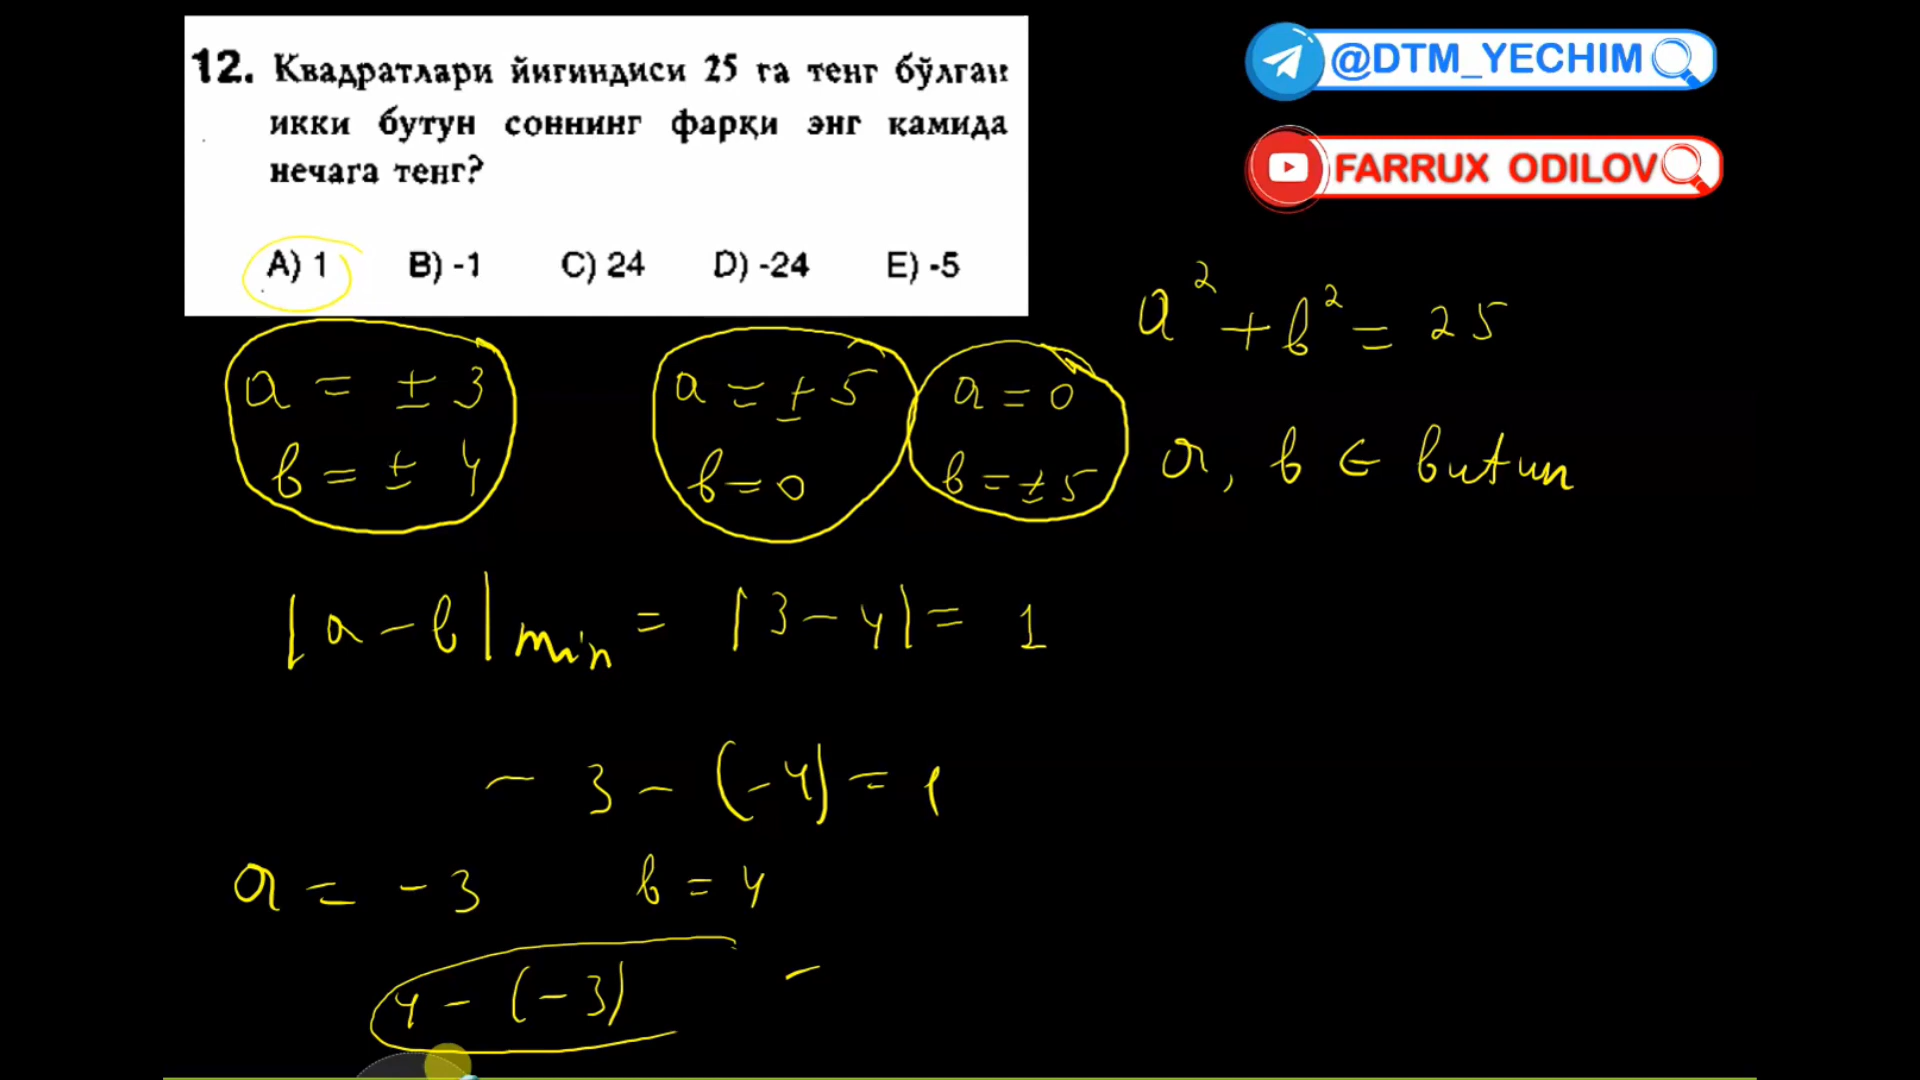 12. Квадратлари йигиндиси 25 га тенг бўлган
икки бутун соннинг фарқи энг камида
нечага тенг?
A) 1 B) -1 C) 24 D) -24 E) -5
@DTM_YECHIM
FARRUX ODILOV
a² + b² = 25
a = ± 3
b = ± 4
a = ± 5
b = 0
a = 0
b = ± 5
a, b ∈ butun
|a - b| min = |3 - 4| = 1
- 3 - (-4) = 1
a = - 3 b = 4
4 - (-3) -